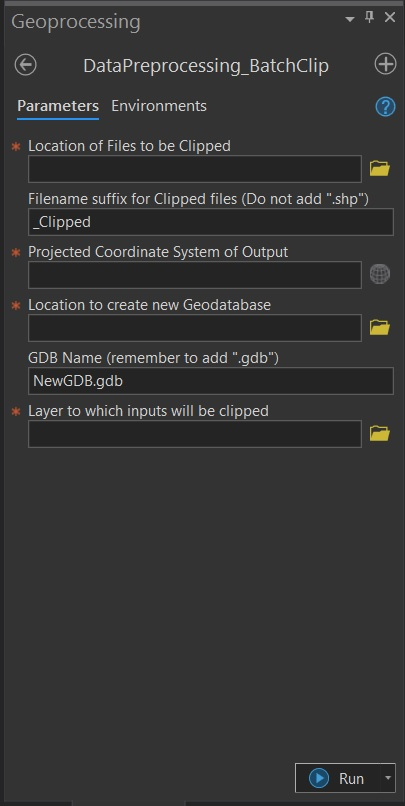 Geoprocessing
DataPreprocessing_BatchClip
Parameters Environments
* Location of Files to be Clipped
Filename suffix for Clipped files (Do not add ".shp")
_Clipped
* Projected Coordinate System of Output
* Location to create new Geodatabase
GDB Name (remember to add ".gdb")
NewGDB.gdb
* Layer to which inputs will be clipped
Run